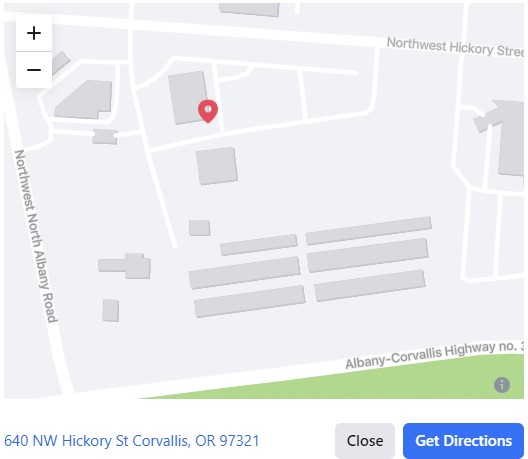 +
−
Northwest Hickory Stree
Northwest North Albany Road
Albany-Corvallis Highway no. 3
i
640 NW Hickory St Corvallis, OR 97321
Close
Get Directions